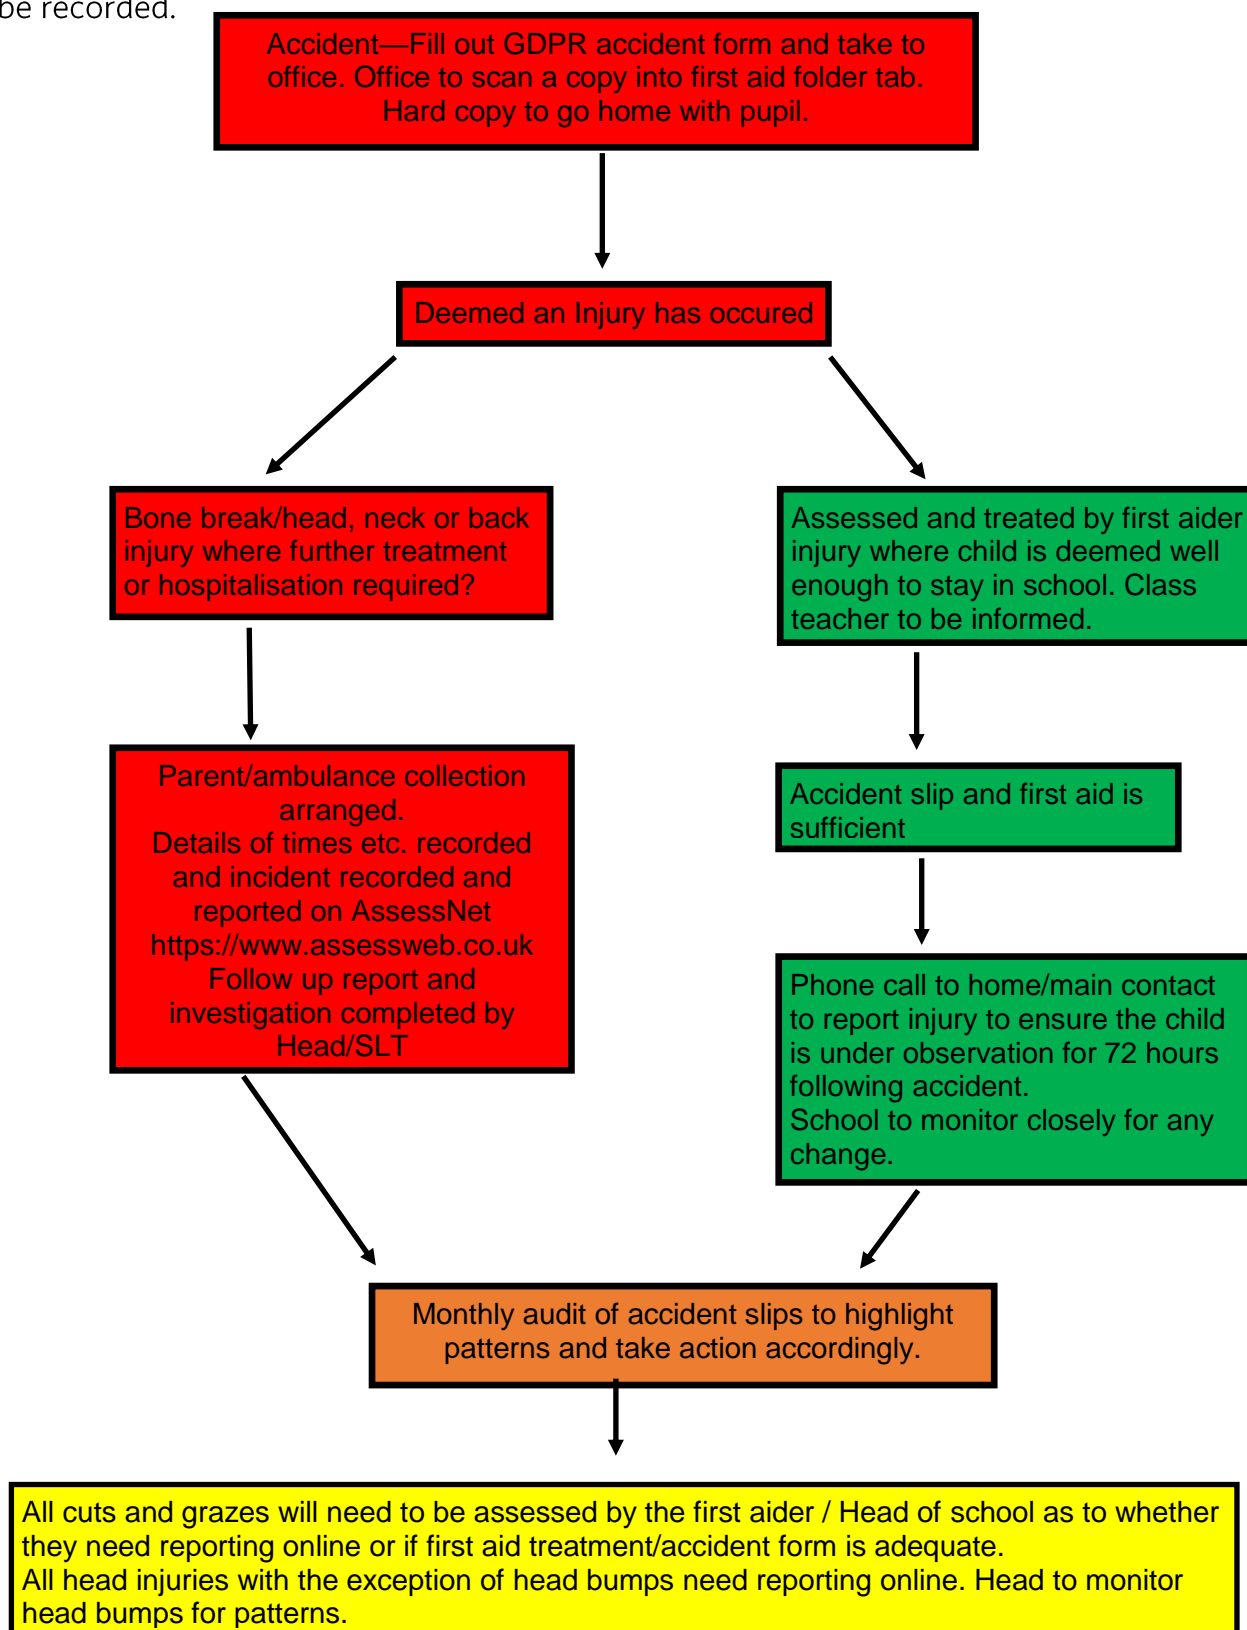 be recorded.
Accident—Fill out GDPR accident form and take to
office. Office to scan a copy into first aid folder tab.
Hard copy to go home with pupil.
Deemed an Injury has occured
Bone break/head, neck or back
injury where further treatment
or hospitalisation required?
Assessed and treated by first aider
injury where child is deemed well
enough to stay in school. Class
teacher to be informed.
Parent/ambulance collection
arranged.
Details of times etc. recorded
and incident recorded and
reported on AssessNet
https://www.assessweb.co.uk
Follow up report and
investigation completed by
Head/SLT
Accident slip and first aid is
sufficient
Phone call to home/main contact
to report injury to ensure the child
is under observation for 72 hours
following accident.
School to monitor closely for any
change.
Monthly audit of accident slips to highlight
patterns and take action accordingly.
All cuts and grazes will need to be assessed by the first aider / Head of school as to whether
they need reporting online or if first aid treatment/accident form is adequate.
All head injuries with the exception of head bumps need reporting online. Head to monitor
head bumps for patterns.